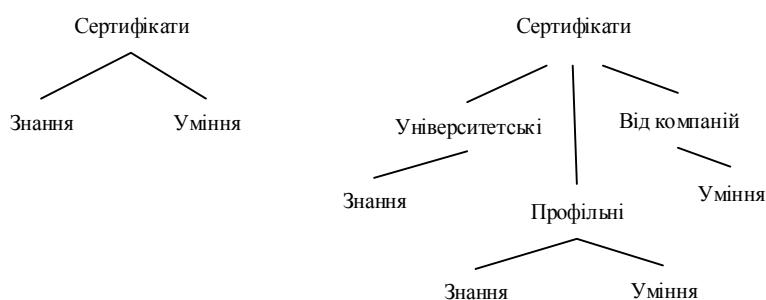 Сертифікати
Знання
Уміння
Сертифікати
Університетські
Від компаній
Знання
Уміння
Профільні
Знання
Уміння